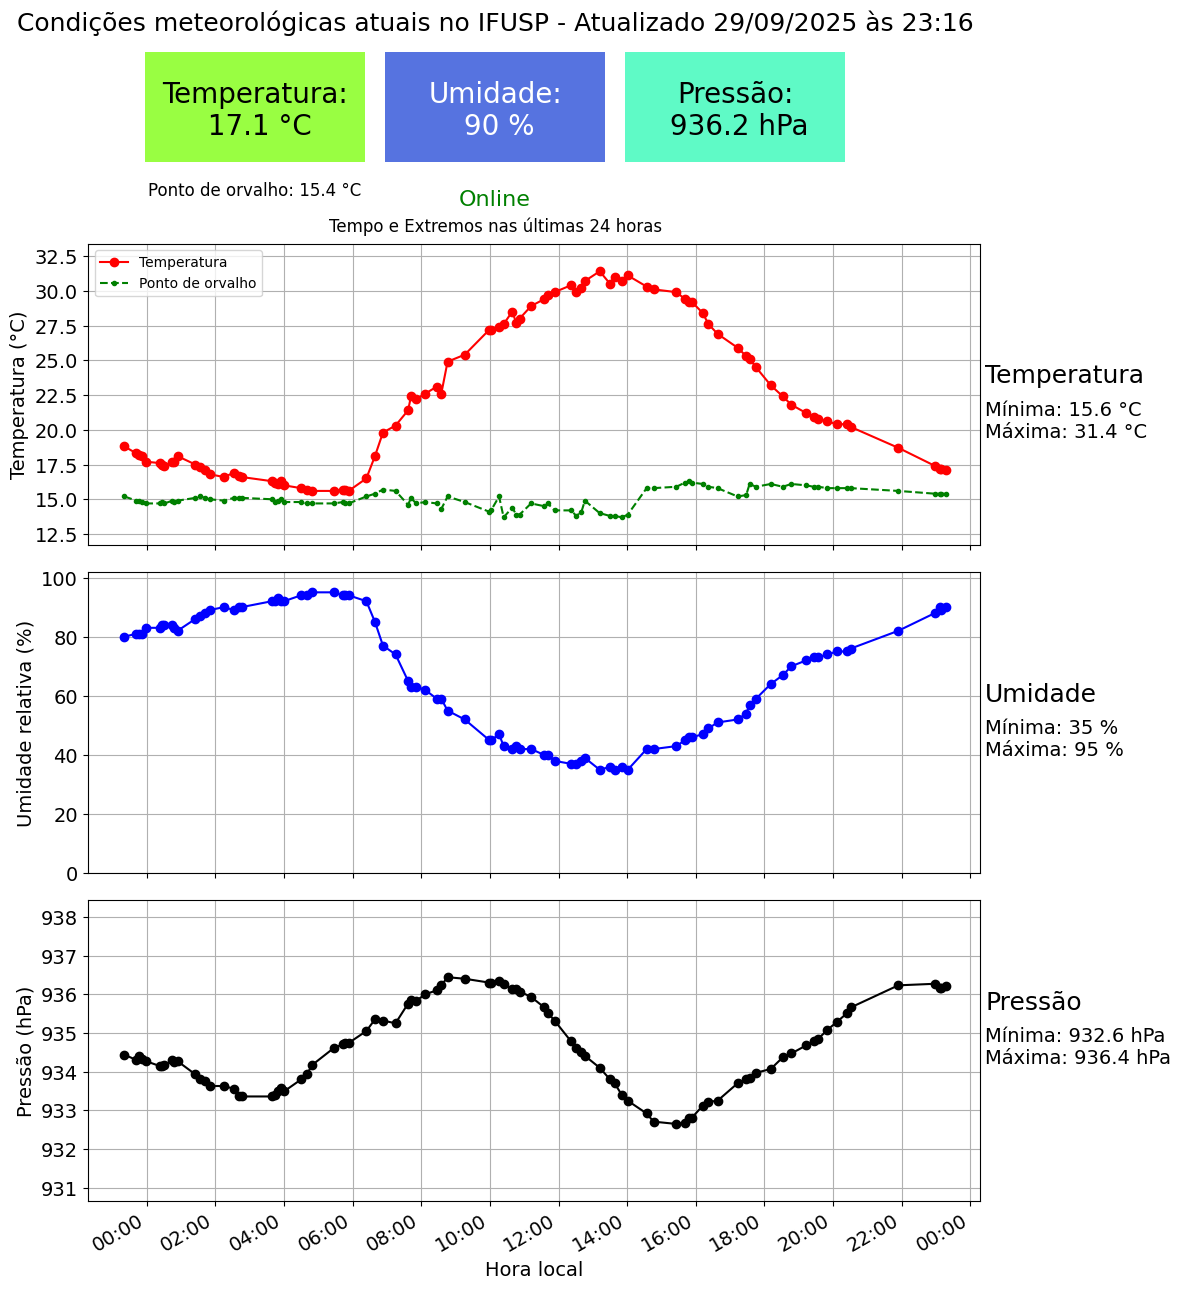 Condições meteorológicas atuais no IFUSP - Atualizado 29/09/2025 às 23:16
Temperatura:
17.1 °C
Umidade:
90 %
Pressão:
936.2 hPa
Ponto de orvalho: 15.4 °C
Online
Tempo e Extremos nas últimas 24 horas
Temperatura (°C)
32.5
30.0
27.5
25.0
22.5
20.0
17.5
15.0
12.5
Temperatura
Ponto de orvalho
Temperatura
Mínima: 15.6 °C
Máxima: 31.4 °C
Umidade relativa (%)
100
80
60
40
20
0
Umidade
Mínima: 35 %
Máxima: 95 %
Pressão (hPa)
938
937
936
935
934
933
932
931
Pressão
Mínima: 932.6 hPa
Máxima: 936.4 hPa
00:00 02:00 04:00 06:00 08:00 10:00 12:00 14:00 16:00 18:00 20:00 22:00 00:00
Hora local